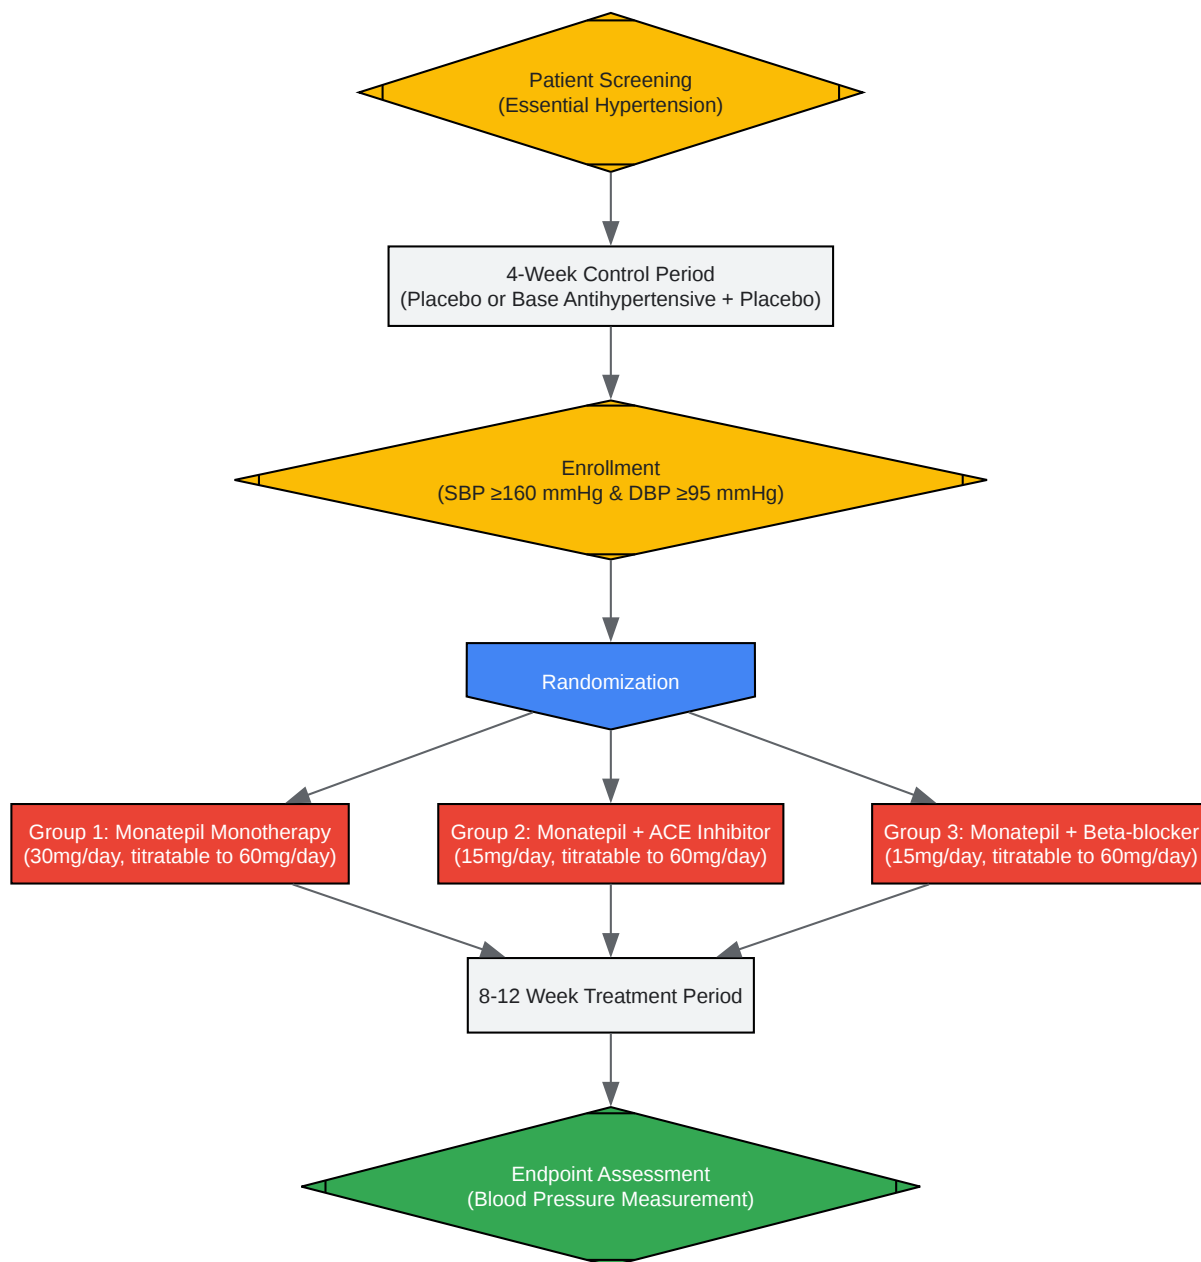 Patient Screening
(Essential Hypertension)
4-Week Control Period
(Placebo or Base Antihypertensive + Placebo)
Enrollment
(SBP ≥160 mmHg & DBP ≥95 mmHg)
Randomization
Group 1: Monatepil Monotherapy
(30mg/day, titratable to 60mg/day)
Group 2: Monatepil + ACE Inhibitor
(15mg/day, titratable to 60mg/day)
Group 3: Monatepil + Beta-blocker
(15mg/day, titratable to 60mg/day)
8-12 Week Treatment Period
Endpoint Assessment
(Blood Pressure Measurement)